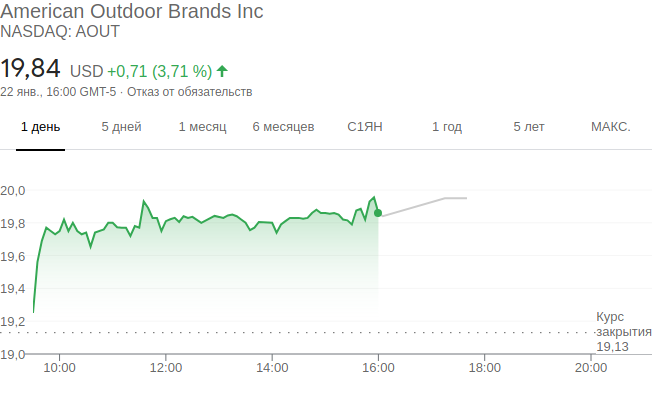 American Outdoor Brands Inc
NASDAQ: AOUT
19,84 USD +0,71 (3,71 %)
22 янв., 16:00 GMT-5 · Отказ от обязательств
1 день 5 дней 1 месяц 6 месяцев С1ЯН 1 год 5 лет МАКС.
20,0
19,8
19,6
19,4
19,2
19,0
Курс
закрытия
19,13
10:00 12:00 14:00 16:00 18:00 20:00